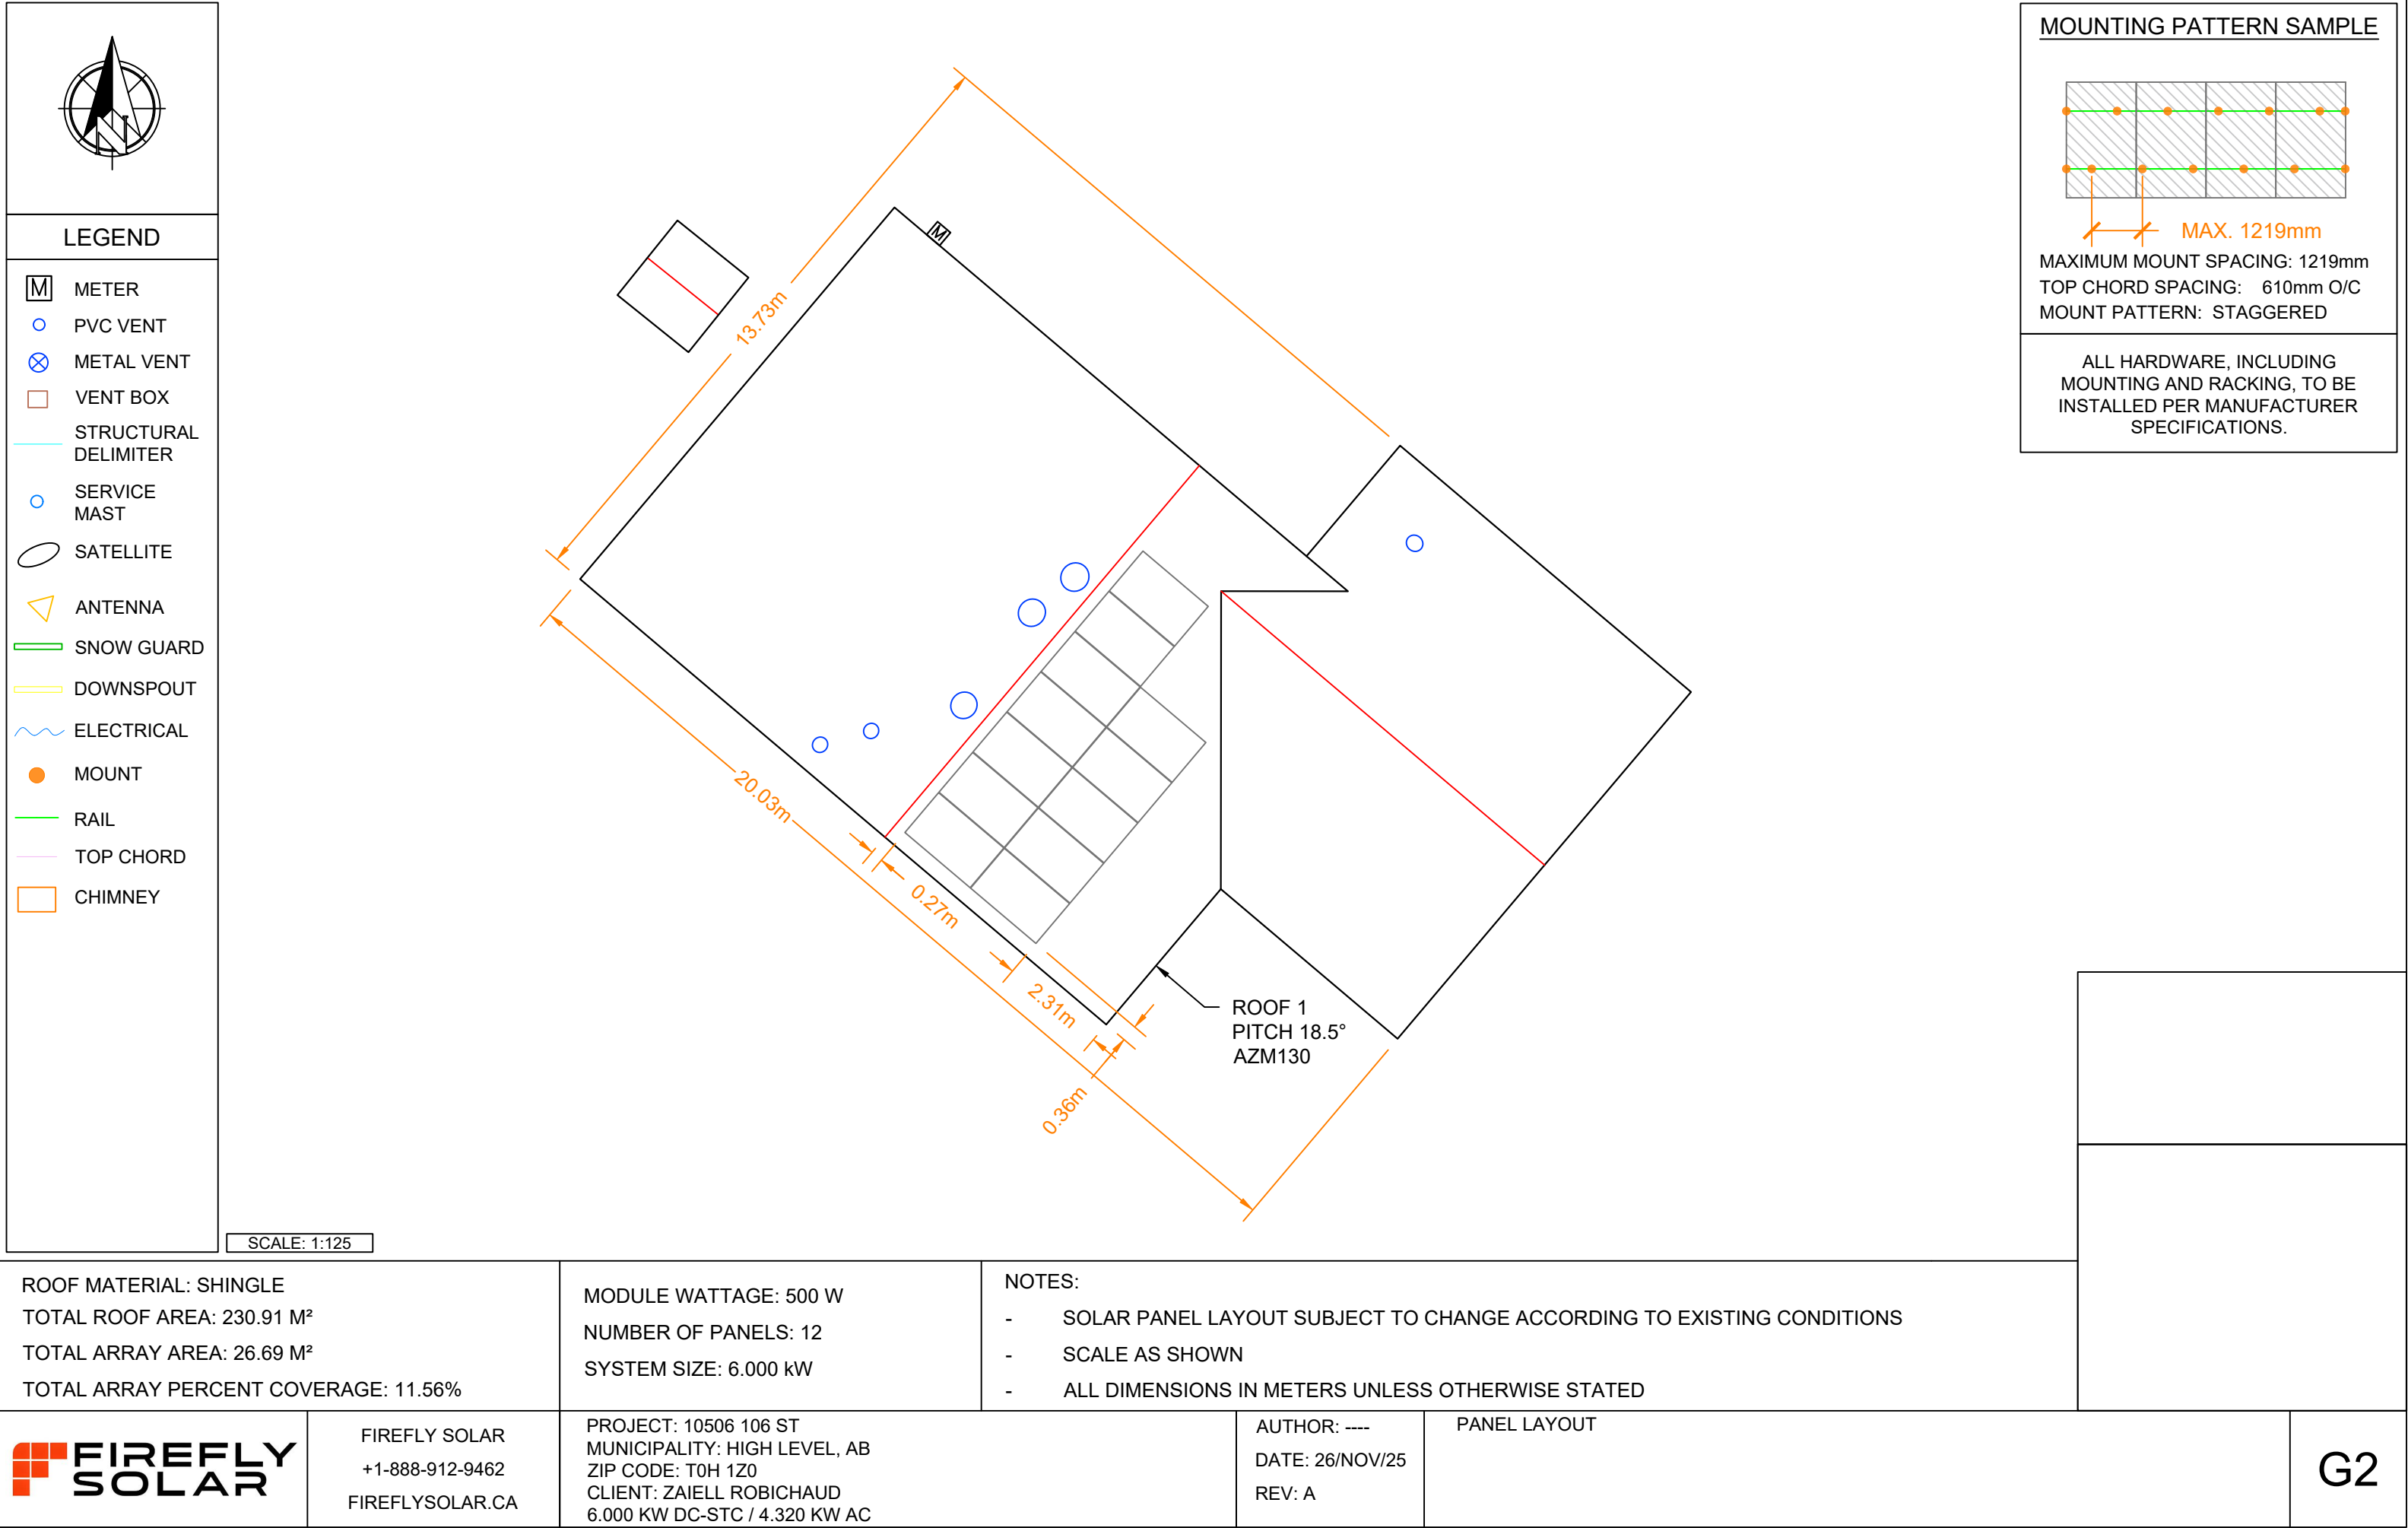 N
LEGEND
M METER
PVC VENT
METAL VENT
VENT BOX
STRUCTURAL
DELIMITER
SERVICE
MAST
SATELLITE
ANTENNA
SNOW GUARD
DOWNSPOUT
ELECTRICAL
MOUNT
RAIL
TOP CHORD
CHIMNEY
SCALE: 1:125
M
13.73m
20.03m
0.27m
2.31m
0.36m
ROOF 1
PITCH 18.5°
AZM130
MOUNTING PATTERN SAMPLE
MAX. 1219mm
MAXIMUM MOUNT SPACING: 1219mm
TOP CHORD SPACING: 610mm O/C
MOUNT PATTERN: STAGGERED
ALL HARDWARE, INCLUDING
MOUNTING AND RACKING, TO BE
INSTALLED PER MANUFACTURER
SPECIFICATIONS.
ROOF MATERIAL: SHINGLE
TOTAL ROOF AREA: 230.91 M²
TOTAL ARRAY AREA: 26.69 M²
TOTAL ARRAY PERCENT COVERAGE: 11.56%
MODULE WATTAGE: 500 W
NUMBER OF PANELS: 12
SYSTEM SIZE: 6.000 kW
NOTES:
- SOLAR PANEL LAYOUT SUBJECT TO CHANGE ACCORDING TO EXISTING CONDITIONS
- SCALE AS SHOWN
- ALL DIMENSIONS IN METERS UNLESS OTHERWISE STATED
FIREFLY
SOLAR
FIREFLY SOLAR
+1-888-912-9462
FIREFLYSOLAR.CA
PROJECT: 10506 106 ST
MUNICIPALITY: HIGH LEVEL, AB
ZIP CODE: T0H 1Z0
CLIENT: ZAIELL ROBICHAUD
6.000 KW DC-STC / 4.320 KW AC
AUTHOR: ----
DATE: 26/NOV/25
REV: A
PANEL LAYOUT
G2